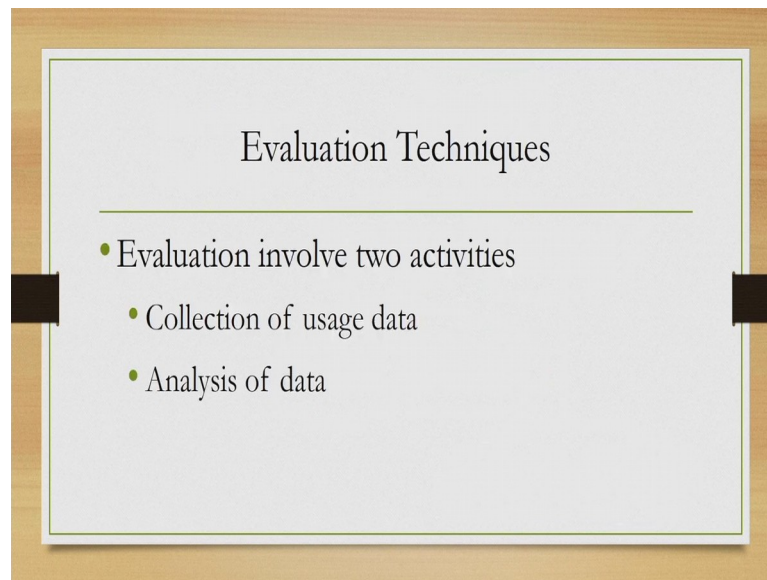 Evaluation Techniques
•Evaluation involve two activities
•Collection of usage data
•Analysis of data